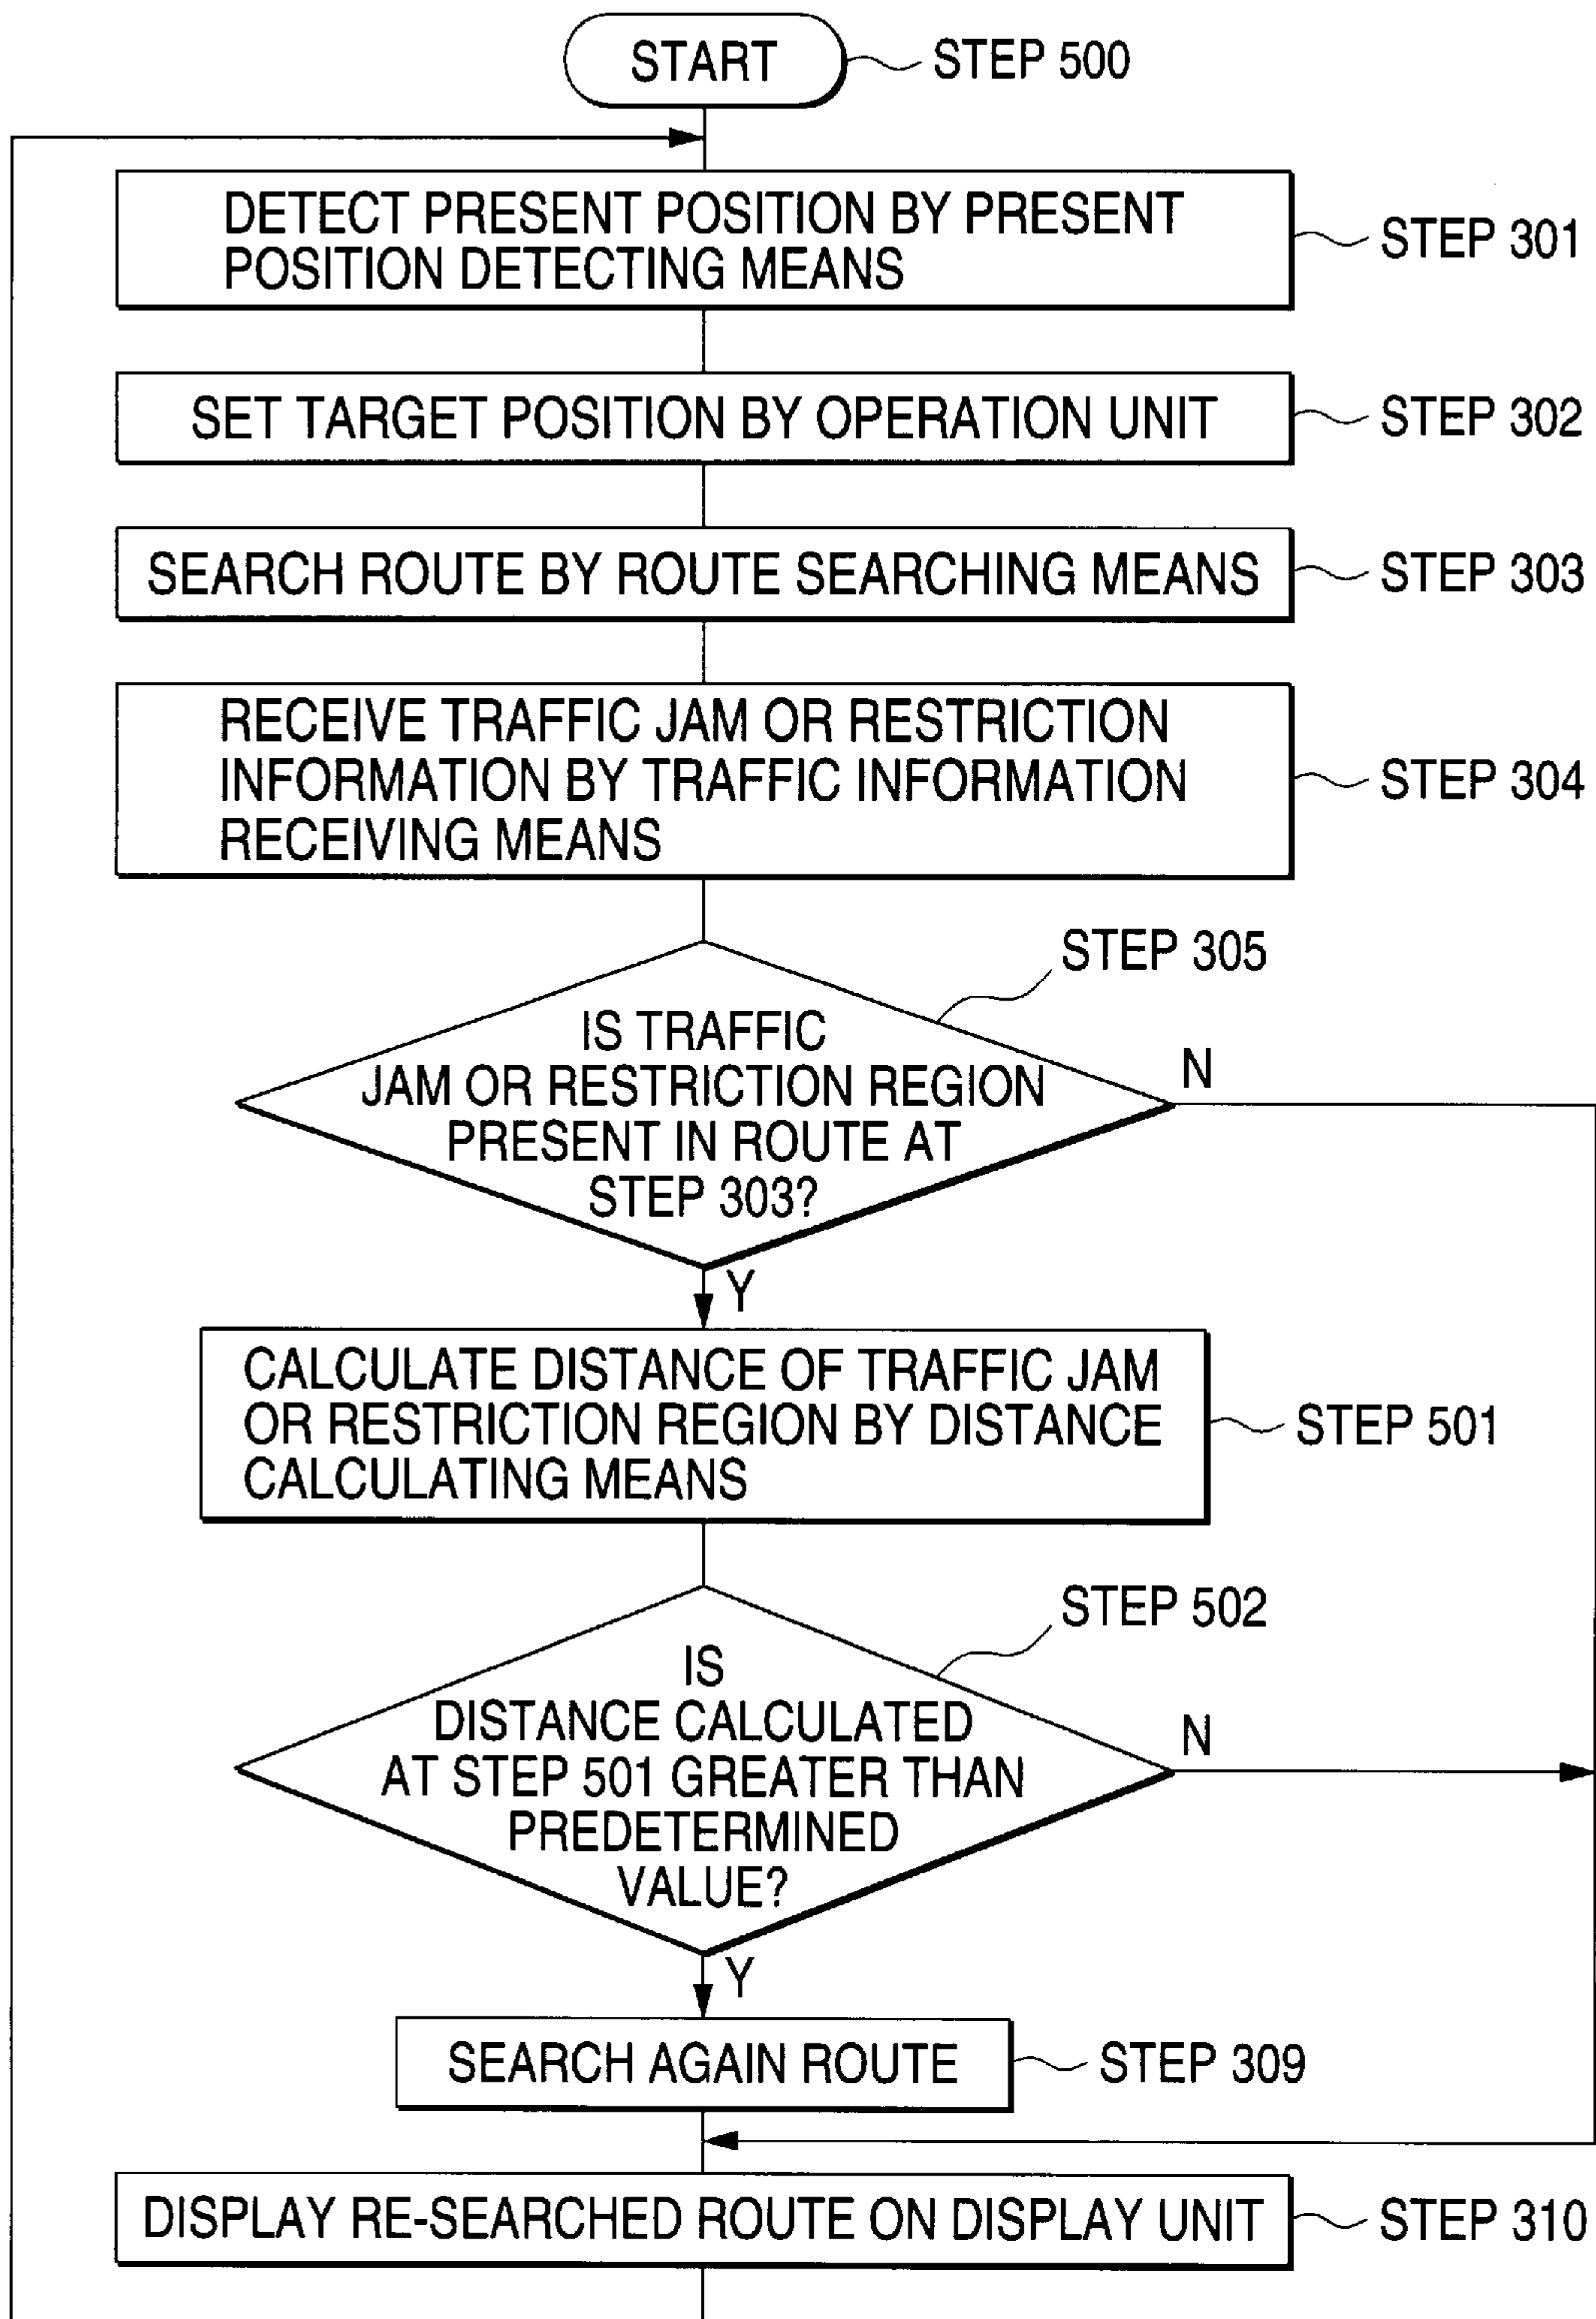 START
STEP 500
DETECT PRESENT POSITION BY PRESENT
POSITION DETECTING MEANS
STEP 301
SET TARGET POSITION BY OPERATION UNIT
STEP 302
SEARCH ROUTE BY ROUTE SEARCHING MEANS
STEP 303
RECEIVE TRAFFIC JAM OR RESTRICTION
INFORMATION BY TRAFFIC INFORMATION
RECEIVING MEANS
STEP 304
STEP 305
IS TRAFFIC
JAM OR RESTRICTION REGION
PRESENT IN ROUTE AT
STEP 303?
N
Y
CALCULATE DISTANCE OF TRAFFIC JAM
OR RESTRICTION REGION BY DISTANCE
CALCULATING MEANS
STEP 501
STEP 502
IS
DISTANCE CALCULATED
AT STEP 501 GREATER THAN
PREDETERMINED
VALUE?
N
Y
SEARCH AGAIN ROUTE
STEP 309
DISPLAY RE-SEARCHED ROUTE ON DISPLAY UNIT
STEP 310